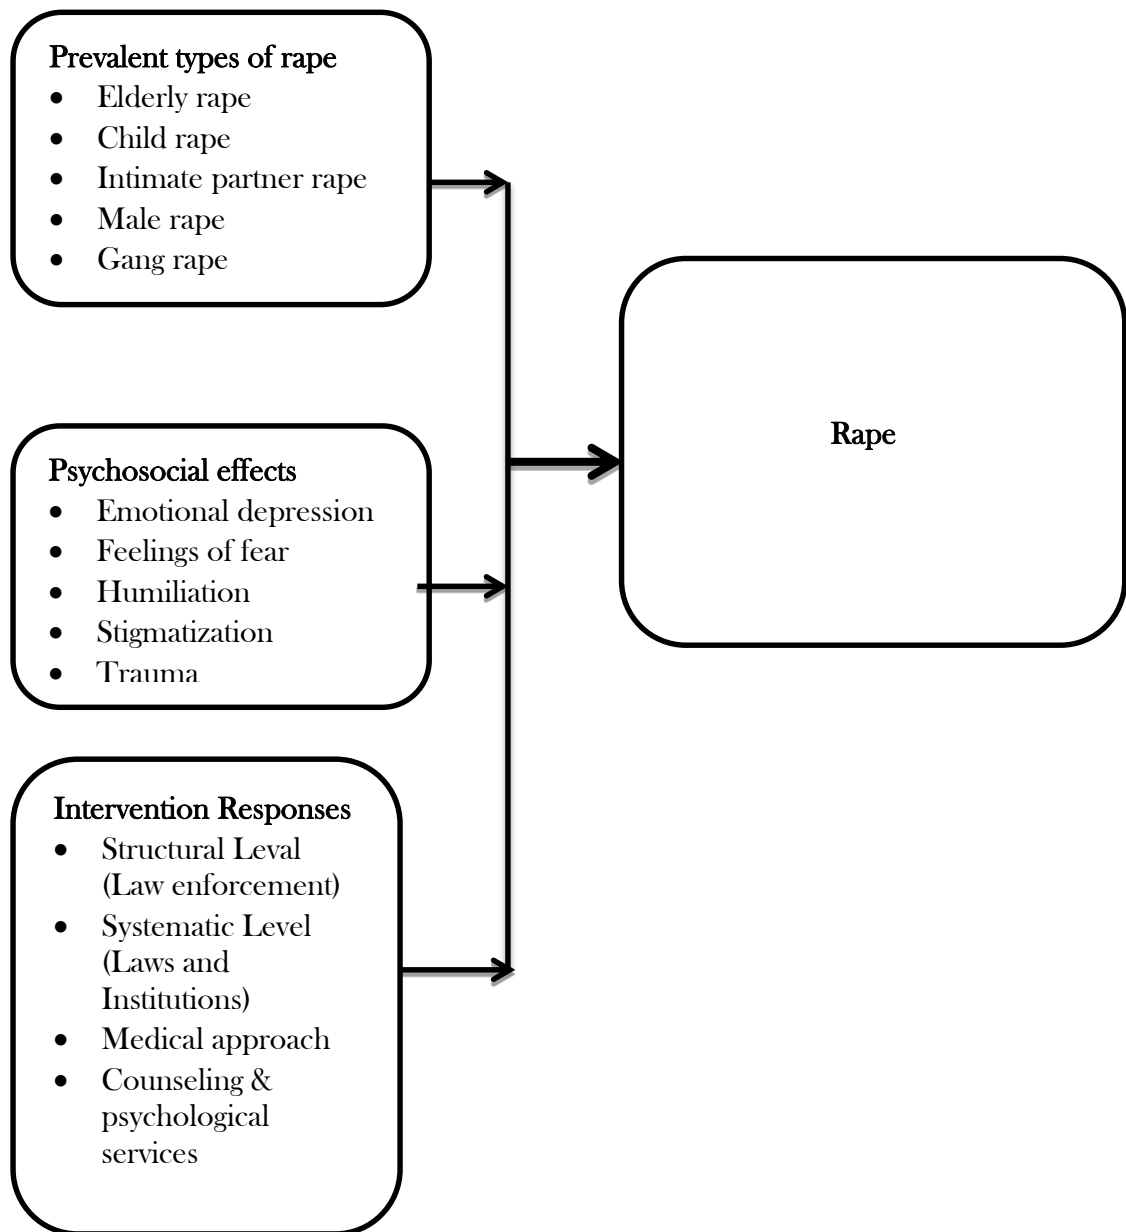 Prevalent types of rape
• Elderly rape
• Child rape
• Intimate partner rape
• Male rape
• Gang rape
Psychosocial effects
• Emotional depression
• Feelings of fear
• Humiliation
• Stigmatization
• Trauma
Intervention Responses
• Structural Leval
(Law enforcement)
• Systematic Level
(Laws and
Institutions)
• Medical approach
• Counseling &
psychological
services
Rape